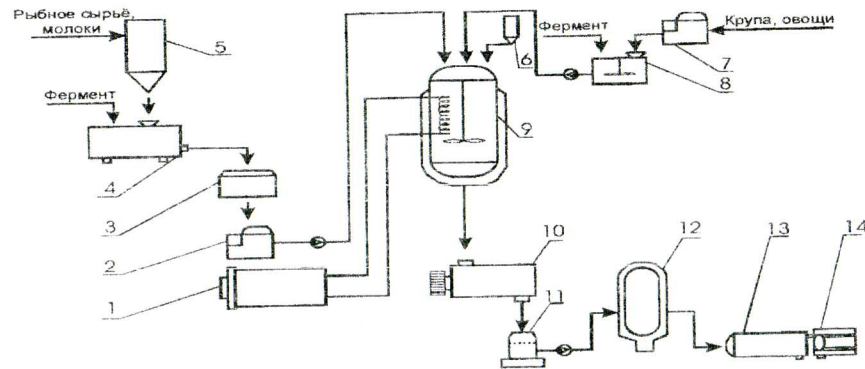 Рыбное сырьё,
молоки
5
Фермент
4
3
2
1
6
Фермент
Крупа, овощи
7
8
9
10
11
12
13
14